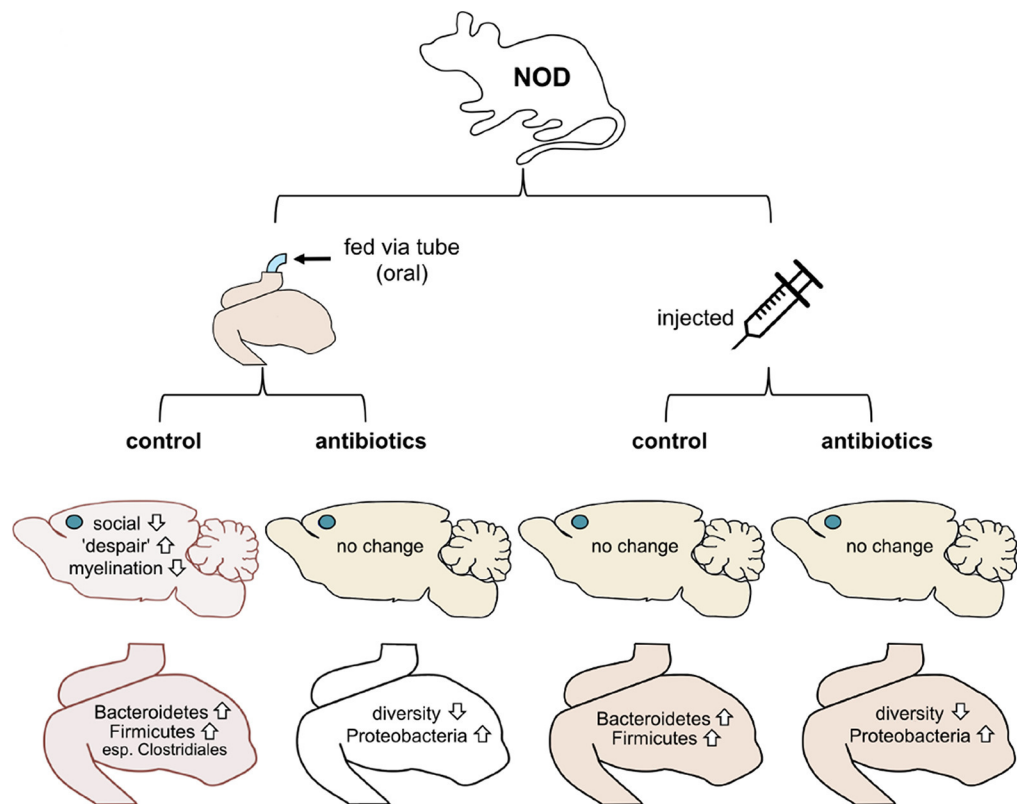 NOD
fed via tube
(oral)
injected
control
antibiotics
control
antibiotics
social
'despair'
myelination
no change
no change
no change
Bacteroidetes
Firmicutes
esp. Clostridiales
diversity
Proteobacteria
Bacteroidetes
Firmicutes
diversity
Proteobacteria